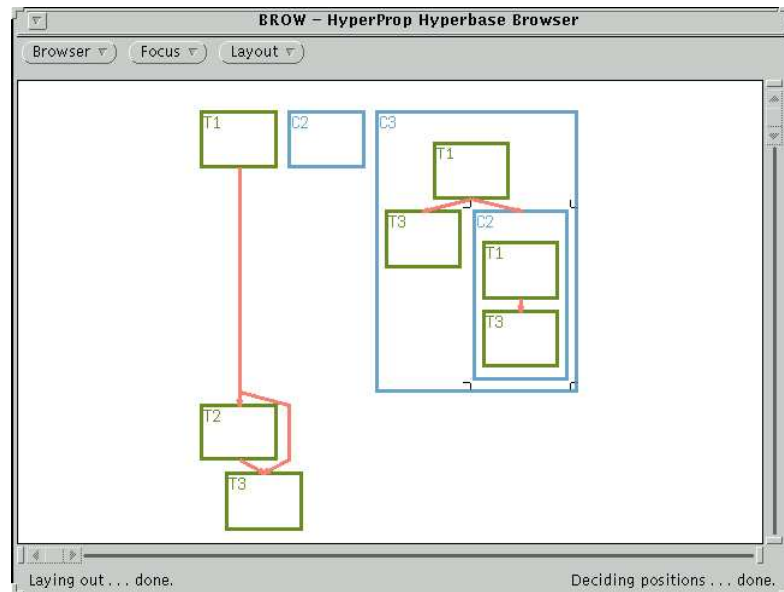 BROW – HyperProp Hyperbase Browser
Browser Focus Layout
T1 C2 C3
T1
T3 C2
T1
T3
T2
T3
Laying out . . . done. Deciding positions . . . done.